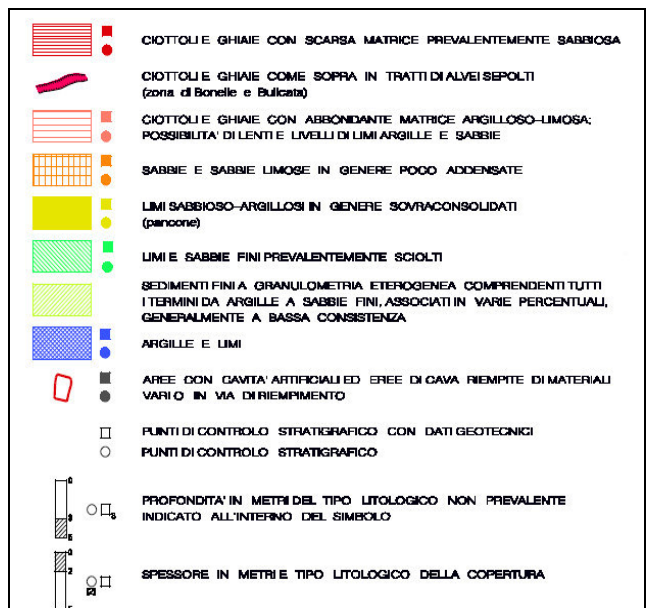 CIOTTOLI E GHIAIE CON SCARSA MATRICE PREVALENTEMENTE SABBIOSA
CIOTTOLI E GHIAIE COME SOPRA IN TRATTI DI ALVEI SEPOLTI
(zona di Bonelle e Bulicata)
CIOTTOLI E GHIAIE CON ABBONDANTE MATRICE ARGILLOSO-LIMOSA;
POSSIBILITA' DI LENTI E LIVELLI DI LIMI ARGILLE E SABBIE
SABBIE E SABBIE LIMOSE IN GENERE POCO ADDENSATE
LIMI SABBIOSO-ARGILLOSI IN GENERE SOVRACONSOLIDATI
(pancone)
LIMI E SABBIE FINI PREVALENTEMENTE SCIOLTI
SEDIMENTI FINI A GRANULOMETRIA ETEROGENEA COMPRENDENTI TUTTI
I TERMINI DA ARGILLE A SABBIE FINI, ASSOCIATI IN VARIE PERCENTUALI,
GENERALMENTE A BASSA CONSISTENZA
ARGILLE E LIMI
AREE CON CAVITA' ARTIFICIALI ED EREE DI CAVA RIEMPITE DI MATERIALI
VARI O IN VIA DI RIEMPIMENTO
PUNTI DI CONTROLLO STRATIGRAFICO CON DATI GEOTECNICI
PUNTI DI CONTROLLO STRATIGRAFICO
PROFONDITA' IN METRI DEL TIPO LITOLOGICO NON PREVALENTE
INDICATO ALL'INTERNO DEL SIMBOLO
SPESSORE IN METRI E TIPO LITOLOGICO DELLA COPERTURA